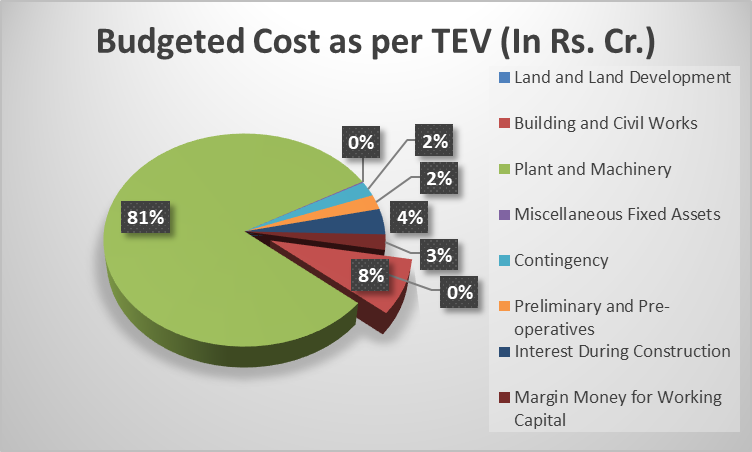 Budgeted Cost as per TEV (In Rs. Cr.)
0%
2%
2%
81%
4%
3%
8%
0%
Land and Land Development
Building and Civil Works
Plant and Machinery
Miscellaneous Fixed Assets
Contingency
Preliminary and Pre-
operatives
Interest During Construction
Margin Money for Working
Capital